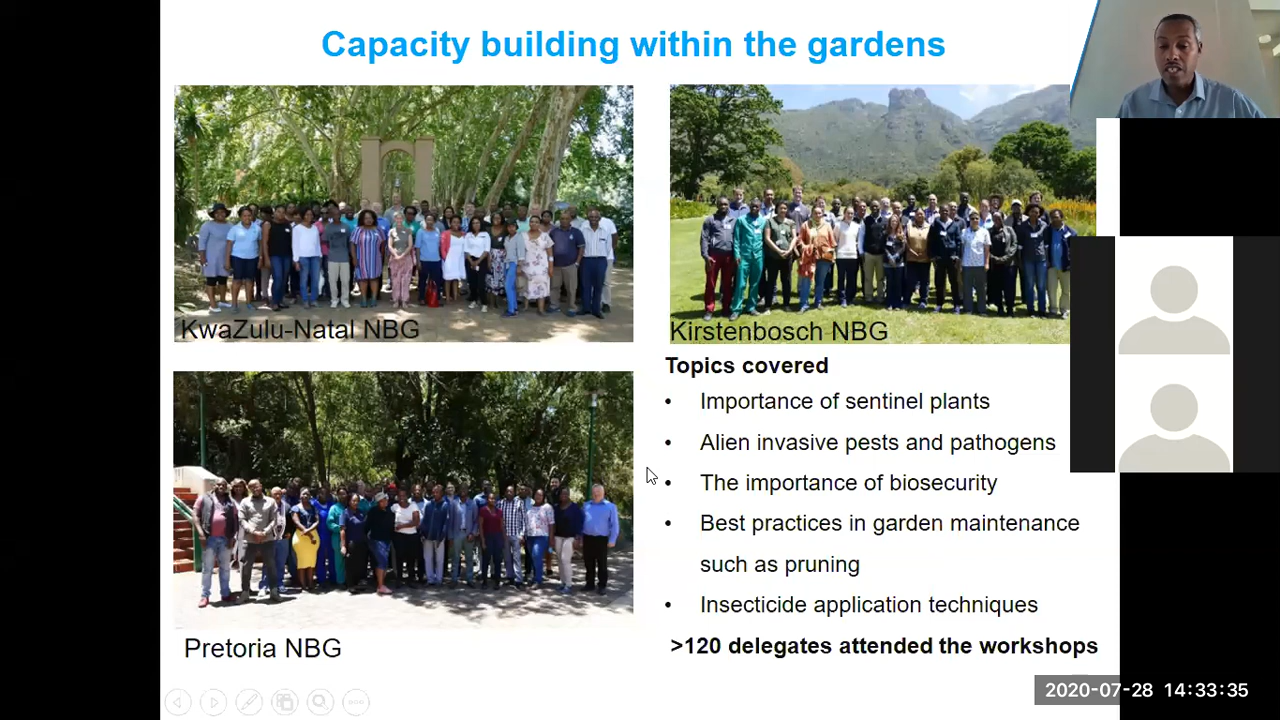 Capacity building within the gardens
KwaZulu-Natal NBG
Kirstenbosch NBG
Pretoria NBG
Topics covered
• Importance of sentinel plants
• Alien invasive pests and pathogens
• The importance of biosecurity
• Best practices in garden maintenance
such as pruning
• Insecticide application techniques
>120 delegates attended the workshops
2020-07-28 14:33:35